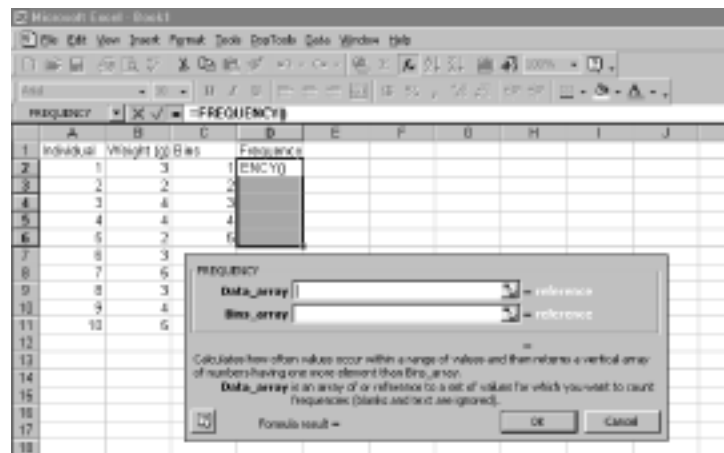 Microsoft Excel - Book1
File Edit View Insert Format Tools Data Window Help
100%
Arial 10
FREQUENCY =FREQUENCY()
A B C D E F G H I J
1 Individual Weight (g) Bins Frequency
2 1 3 1 ENCY()
3 2 2 2
4 3 4 3
5 4 4 4
6 5 2
7 6 3
8 7
9 8 3
10 9 4
11 10
12
13
14
15
16
17
18
FREQUENCY
Data_array = reference
Bins_array = reference
=
Calculates how often values occur within a range of values and then returns a vertical array
of numbers having one more element than Bins_array.
Data_array is an array of or reference to a set of values for which you want to count
frequencies (blanks and text are ignored).
Formula result =
OK Cancel